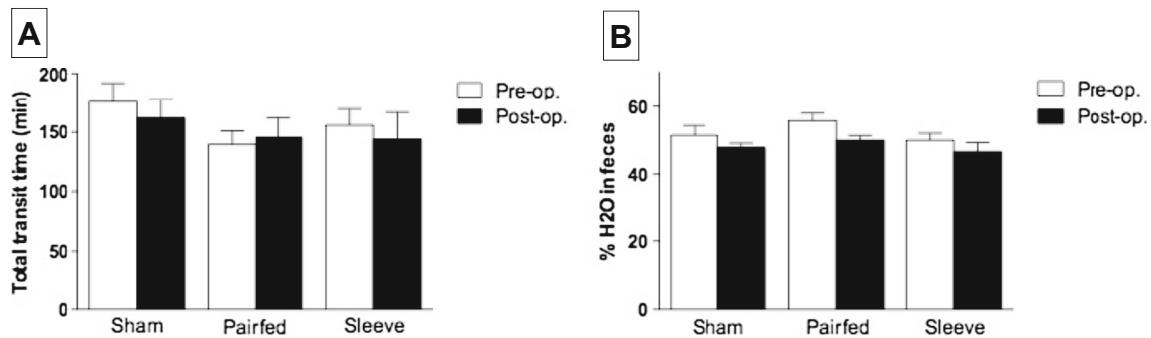 A
Total transit time (min)
200
150
100
50
0
Sham Pairfed Sleeve
Pre-op.
Post-op.
B
% H2O in feces
60
40
20
0
Sham Pairfed Sleeve
Pre-op.
Post-op.